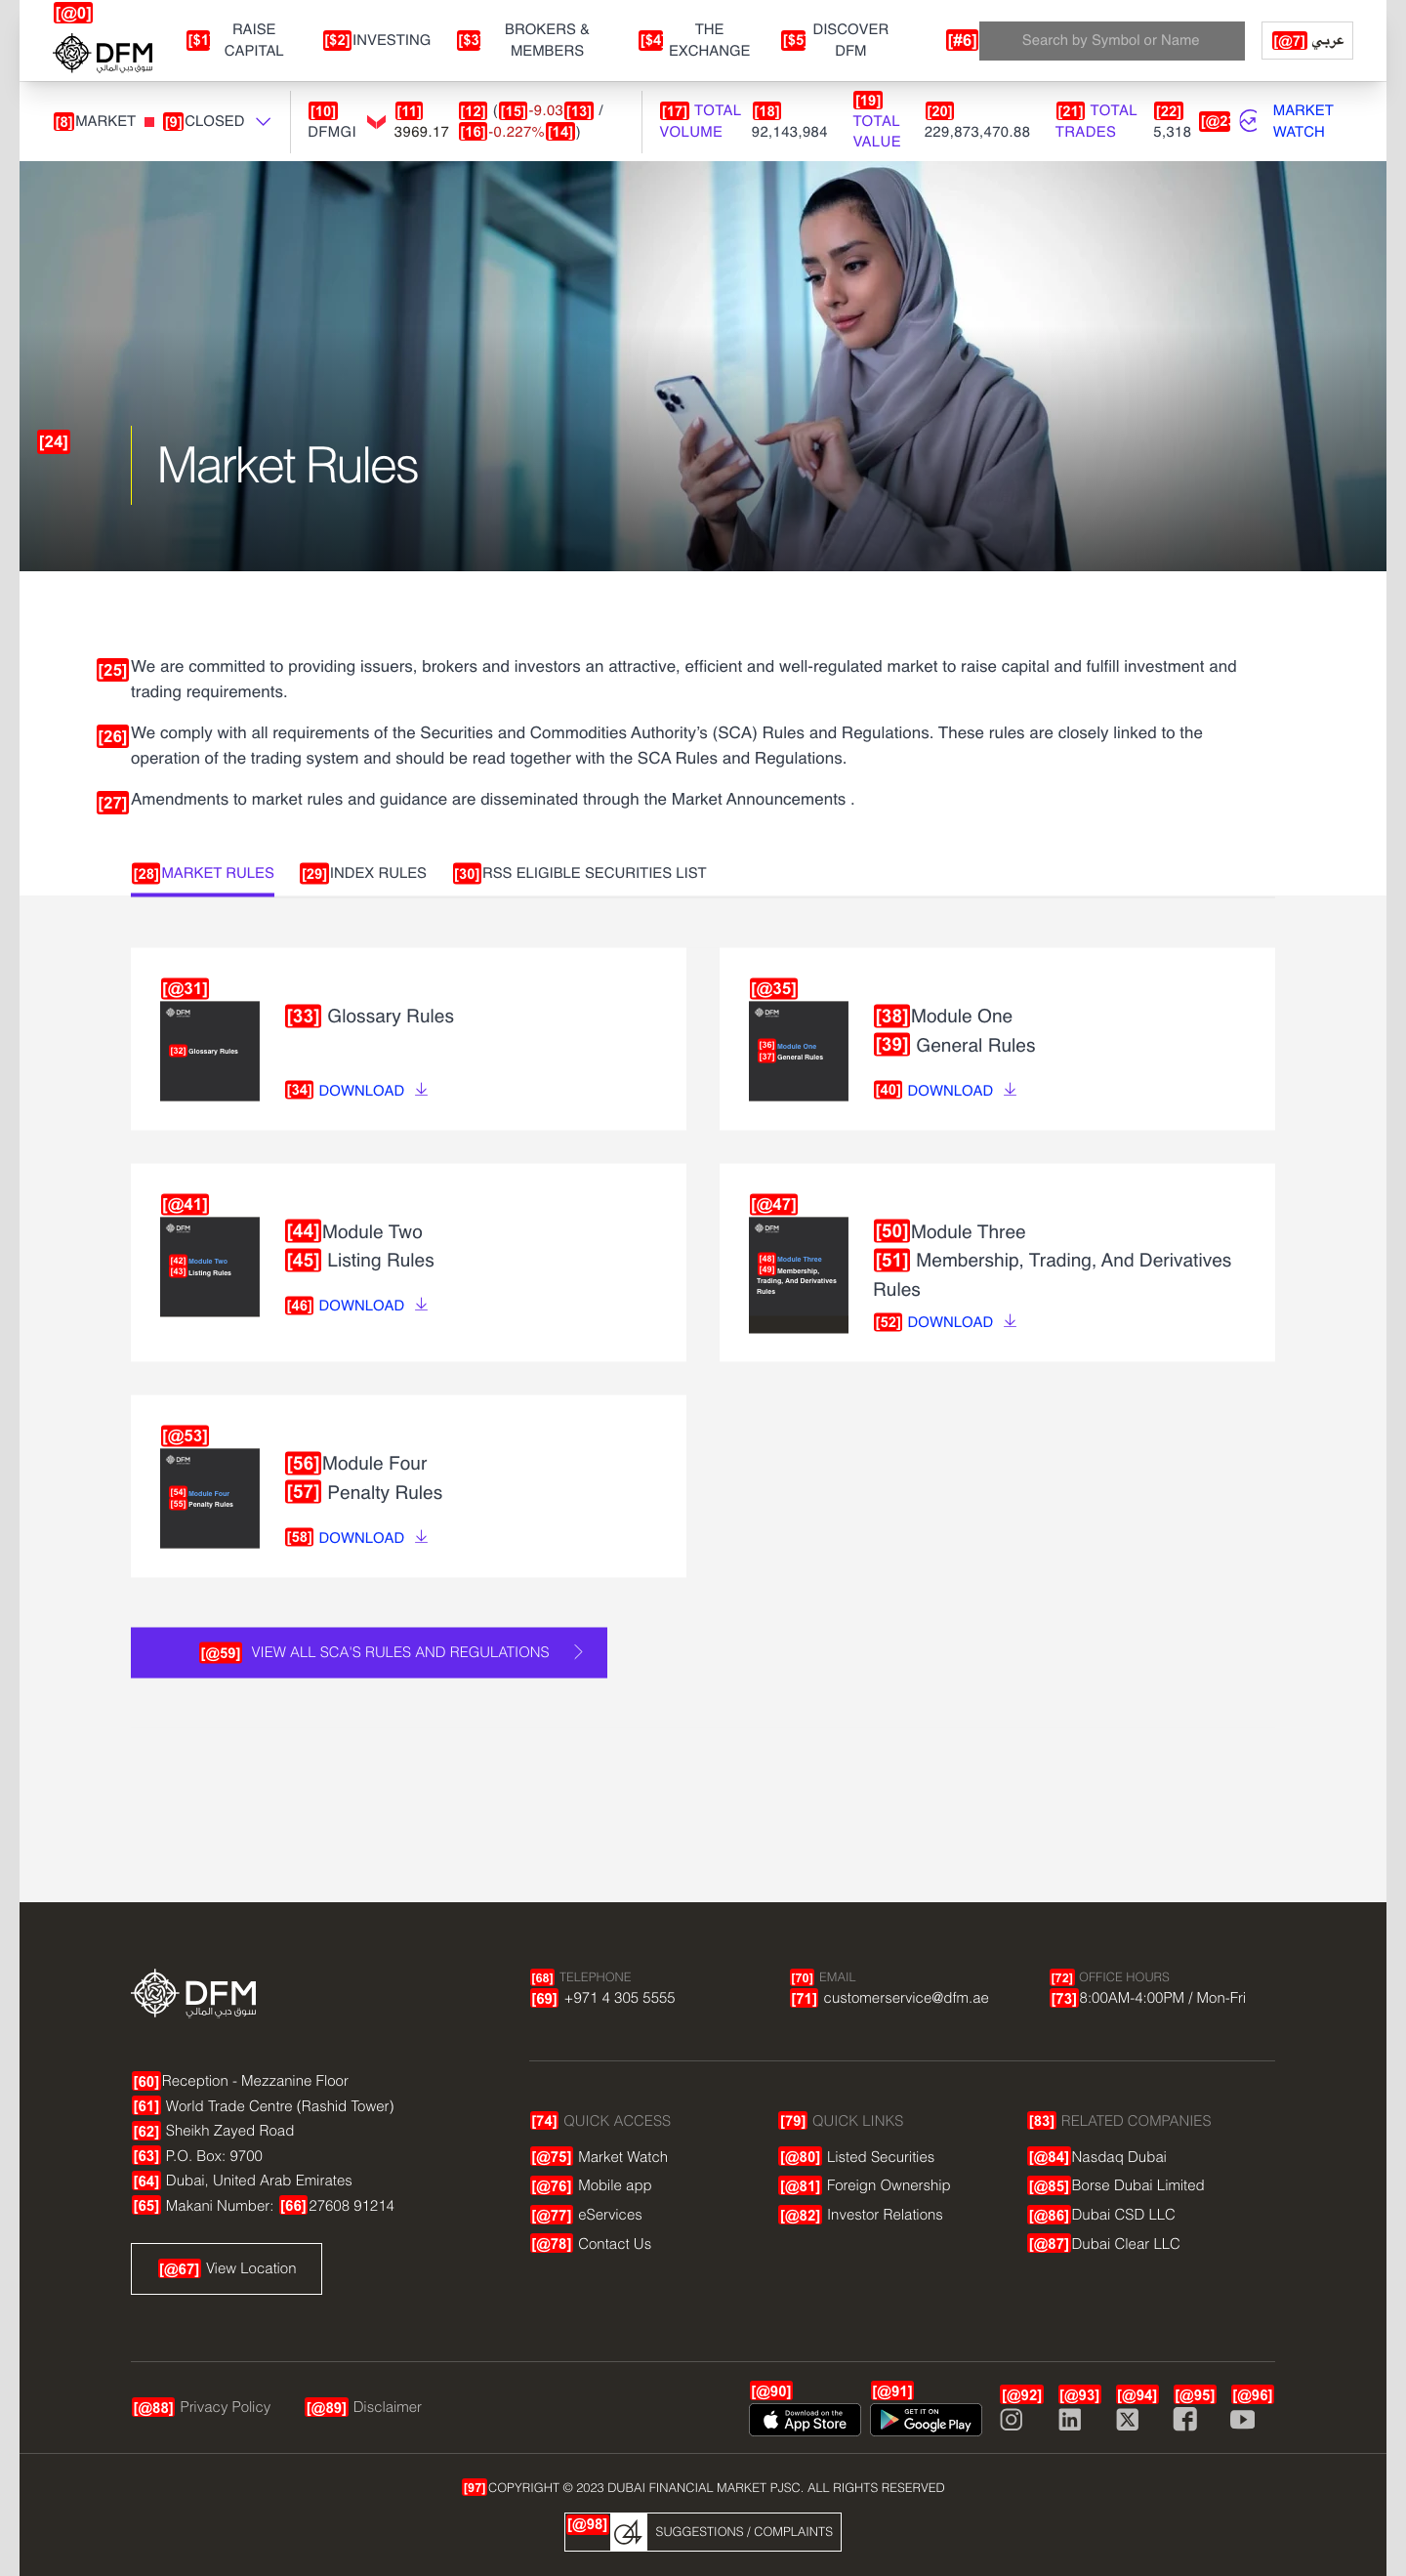 [@0]
DFM
سوق دبي المالي
[$1 RAISE CAPITAL
[$2] INVESTING
[$3 BROKERS & MEMBERS
[$4 THE EXCHANGE
[$5 DISCOVER DFM
[#6] Search by Symbol or Name
[@7] عربي
[8] MARKET [9] CLOSED
[10] DFMGI
[11] 3969.17
[12] ([15] -9.03 [13] / [16] -0.227% [14])
[17] TOTAL VOLUME
[18] 92,143,984
[19] TOTAL VALUE
[20] 229,873,470.88
[21] TOTAL TRADES
[22] 5,318
[@2 MARKET WATCH
[24] Market Rules
[25] We are committed to providing issuers, brokers and investors an attractive, efficient and well-regulated market to raise capital and fulfill investment and
trading requirements.
[26] We comply with all requirements of the Securities and Commodities Authority’s (SCA) Rules and Regulations. These rules are closely linked to the
operation of the trading system and should be read together with the SCA Rules and Regulations.
[27] Amendments to market rules and guidance are disseminated through the Market Announcements .
[28] MARKET RULES [29] INDEX RULES [30] RSS ELIGIBLE SECURITIES LIST
[@31]
DFM
[32] Glossary Rules
[33] Glossary Rules
[34] DOWNLOAD
[@35]
DFM
[36] Module One
[37] General Rules
[38] Module One
[39] General Rules
[40] DOWNLOAD
[@41]
DFM
[42] Module Two
[43] Listing Rules
[44] Module Two
[45] Listing Rules
[46] DOWNLOAD
[@47]
DFM
[48] Module Three
[49] Membership,
Trading, And Derivatives
Rules
[50] Module Three
[51] Membership, Trading, And Derivatives
Rules
[52] DOWNLOAD
[@53]
DFM
[54] Module Four
[55] Penalty Rules
[56] Module Four
[57] Penalty Rules
[58] DOWNLOAD
[@59] VIEW ALL SCA'S RULES AND REGULATIONS
DFM
سوق دبي المالي
[60] Reception - Mezzanine Floor
[61] World Trade Centre (Rashid Tower)
[62] Sheikh Zayed Road
[63] P.O. Box: 9700
[64] Dubai, United Arab Emirates
[65] Makani Number: [66] 27608 91214
[@67] View Location
[68] TELEPHONE
[69] +971 4 305 5555
[70] EMAIL
[71] customerservice@dfm.ae
[72] OFFICE HOURS
[73] 8:00AM-4:00PM / Mon-Fri
[74] QUICK ACCESS
[@75] Market Watch
[@76] Mobile app
[@77] eServices
[@78] Contact Us
[79] QUICK LINKS
[@80] Listed Securities
[@81] Foreign Ownership
[@82] Investor Relations
[83] RELATED COMPANIES
[@84] Nasdaq Dubai
[@85] Borse Dubai Limited
[@86] Dubai CSD LLC
[@87] Dubai Clear LLC
[@88] Privacy Policy [@89] Disclaimer
[@90]
Download on the
App Store
[@91]
GET IT ON
Google Play
[@92] [@93] [@94] [@95] [@96]
[97] COPYRIGHT © 2023 DUBAI FINANCIAL MARKET PJSC. ALL RIGHTS RESERVED
[@98] 04 SUGGESTIONS / COMPLAINTS